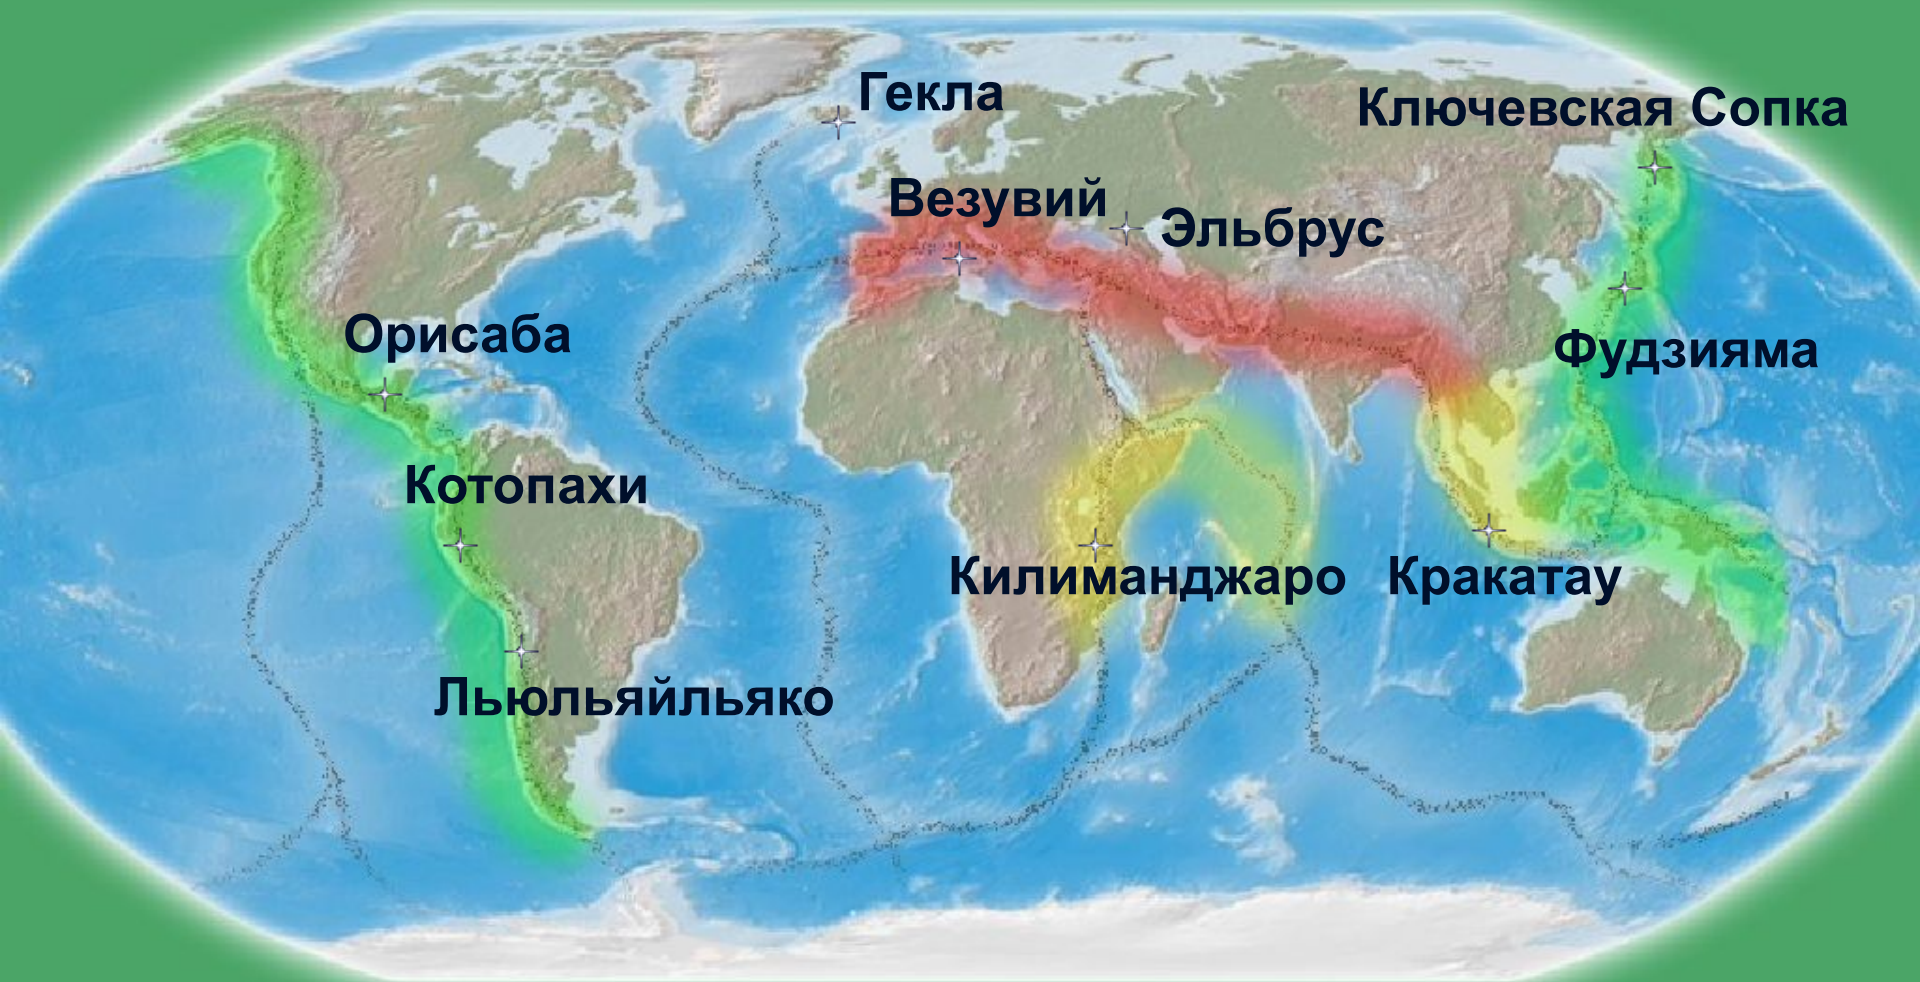 Гекла
Ключевская Сопка
Везувий
Эльбрус
Орисаба
Фудзияма
Котопахи
Килиманджаро
Кракатау
Льюльяйльяко